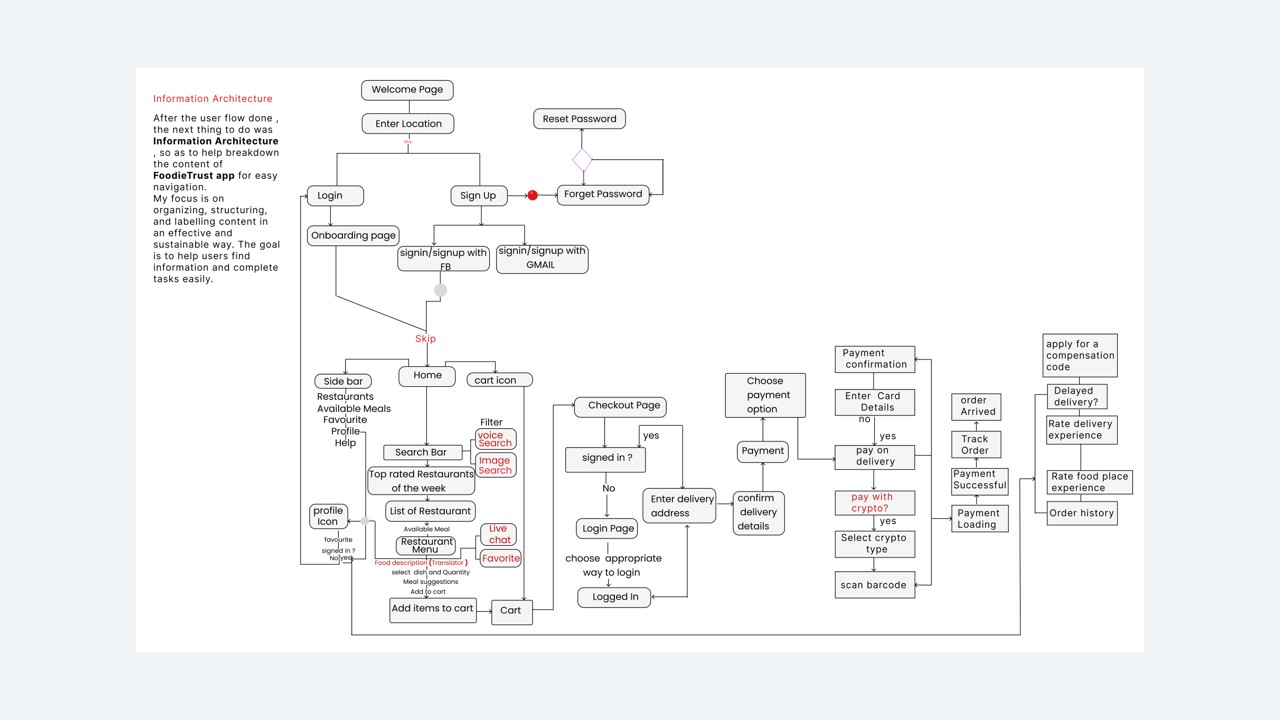 Information Architecture
After the user flow done ,
the next thing to do was
Information Architecture
, so as to help breakdown
the content of
FoodieTrust app for easy
navigation.
My focus is on
organizing, structuring,
and labelling content in
an effective and
sustainable way. The goal
is to help users find
information and complete
tasks easily.
Welcome Page
Enter Location
Reset Password
Login
Sign Up
Forget Password
Onboarding page
signin/signup with
FB
signin/signup with
GMAIL
Skip
Home
Side bar
cart icon
Restaurants
Available Meals
Favourite
Profile
Help
Search Bar
Filter
voice
Search
Image
Search
Top rated Restaurants
of the week
List of Restaurant
Available Meal
Restaurant
Menu
Live
chat
Favorite
Food description (Translator)
select dish and Quantity
Meal suggestions
Add to cart
Add items to cart
Cart
profile
Icon
favourite
signed in ?
No
yes
Checkout Page
yes
signed in ?
No
Login Page
choose appropriate
way to login
Logged In
Enter delivery
address
confirm
delivery
details
Payment
Choose
payment
option
Payment
confirmation
Enter Card
Details
no
yes
pay on
delivery
pay with
crypto?
yes
Select crypto
type
scan barcode
order
Arrived
Track
Order
Payment
Successful
Payment
Loading
apply for a
compensation
code
Delayed
delivery?
Rate delivery
experience
Rate food place
experience
Order history